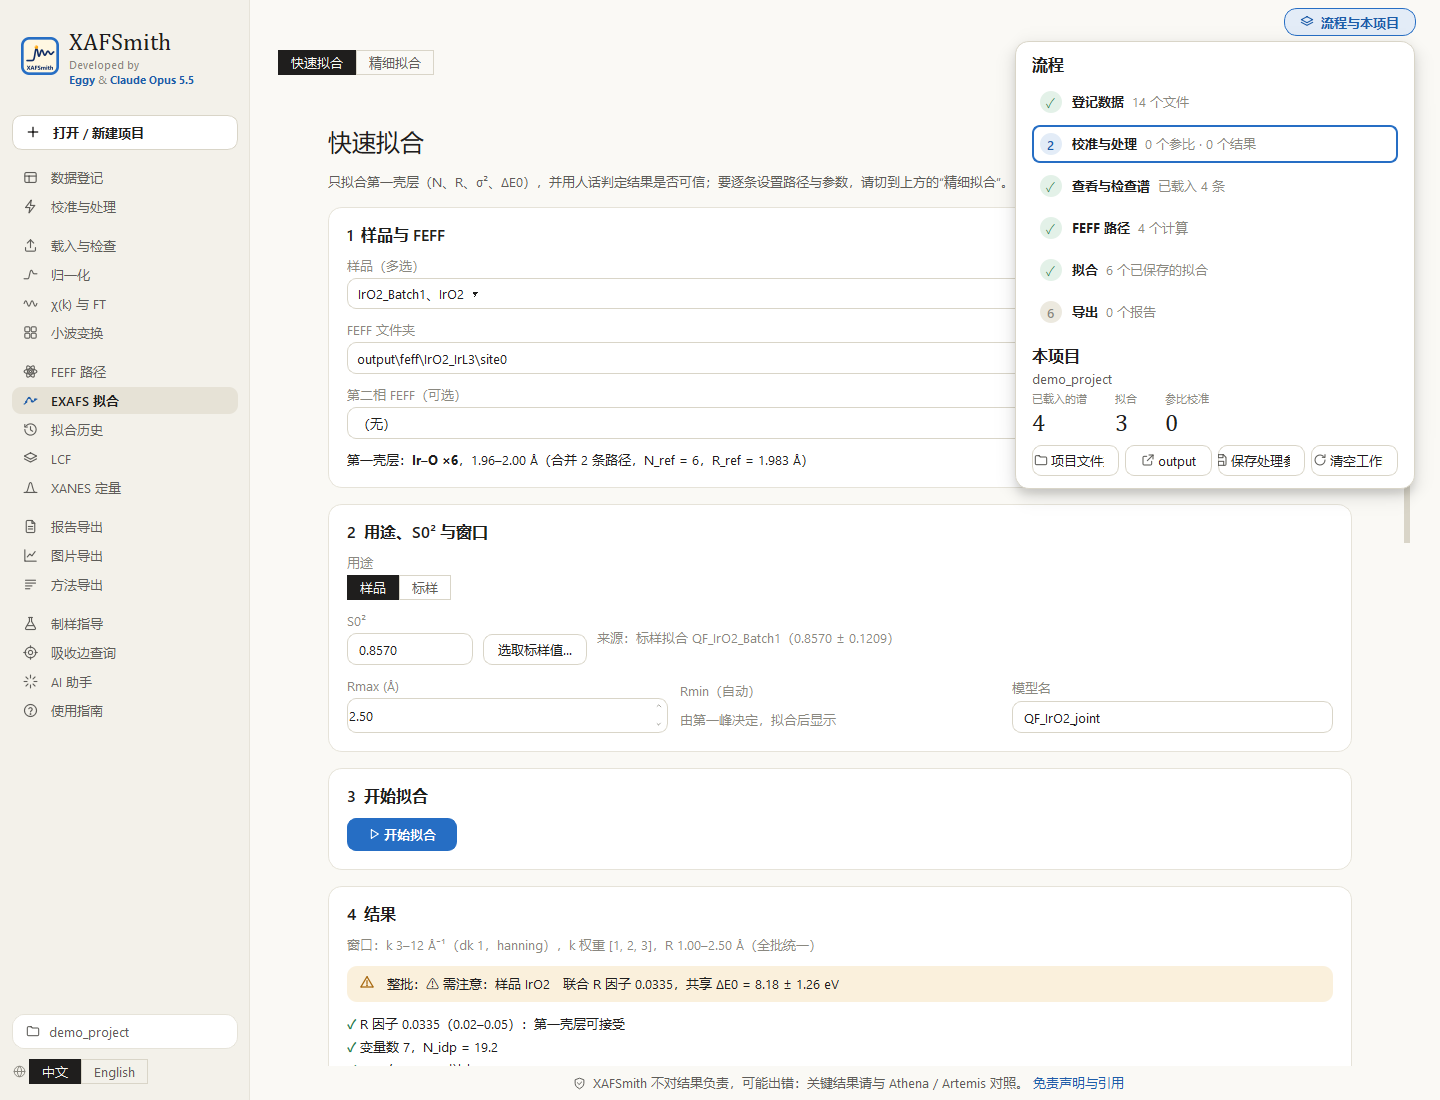 XAFSmith
Developed by
Eggy & Claude Opus 5.5
打开 / 新建项目
数据登记
校准与处理
载入与检查
归一化
χ(k) 与 FT
小波变换
FEFF 路径
EXAFS 拟合
拟合历史
LCF
XANES 定量
报告导出
图片导出
方法导出
制样指导
吸收边查询
AI 助手
使用指南
demo_project
中文 English
快速拟合 精细拟合
快速拟合
只拟合第一壳层（N、R、σ²、ΔE0），并用人话判定结果是否可信；要逐条设置路径与参数，请切到上方的“精细拟合”。
1 样品与 FEFF
样品（多选）
IrO2_Batch1、IrO2
FEFF 文件夹
output\feff\IrO2_IrL3\site0
第二相 FEFF（可选）
（无）
第一壳层：Ir–O ×6，1.96–2.00 Å（合并 2 条路径，N_ref = 6，R_ref = 1.983 Å）
2 用途、S0² 与窗口
用途
样品 标样
S0²
0.8570 选取标样值... 来源：标样拟合 QF_IrO2_Batch1（0.8570 ± 0.1209）
Rmax (Å) Rmin（自动） 模型名
2.50 由第一峰决定，拟合后显示 QF_IrO2_joint
3 开始拟合
开始拟合
4 结果
窗口：k 3–12 Å⁻¹（dk 1，hanning），k 权重 [1, 2, 3]，R 1.00–2.50 Å（全批统一）
整批：⚠ 需注意：样品 IrO2 联合 R 因子 0.0335，共享 ΔE0 = 8.18 ± 1.26 eV
✓ R 因子 0.0335（0.02–0.05）：第一壳层可接受
✓ 变量数 7，N_idp = 19.2
XAFSmith 不对结果负责，可能出错：关键结果请与 Athena / Artemis 对照。 免责声明与引用
流程与本项目
流程
✓ 登记数据 14 个文件
2 校准与处理 0 个参比 · 0 个结果
✓ 查看与检查谱 已载入 4 条
✓ FEFF 路径 4 个计算
✓ 拟合 6 个已保存的拟合
6 导出 0 个报告
本项目
demo_project
已载入的谱 拟合 参比校准
4 3 0
项目文件 output 保存处理 清空工作